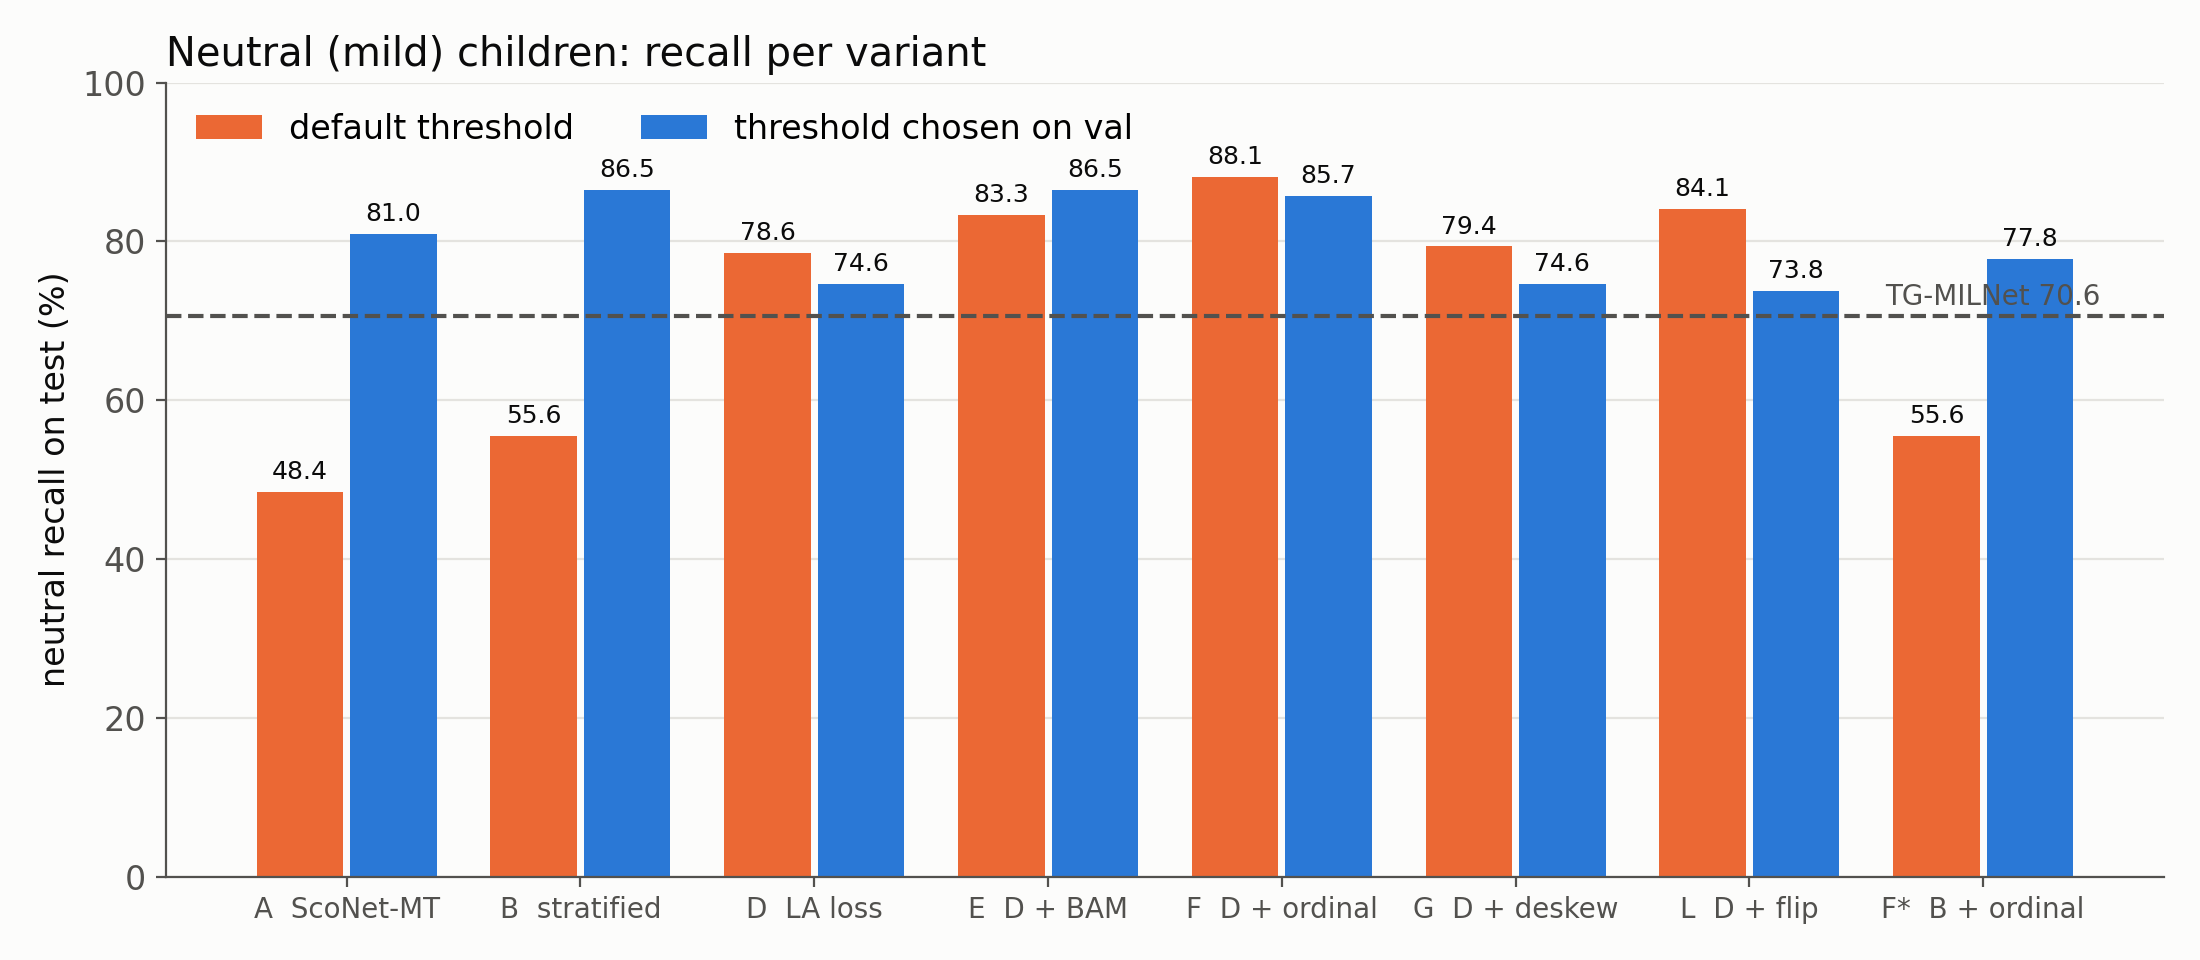 Neutral (mild) children: recall per variant
default threshold
threshold chosen on val
neutral recall on test (%)
100
80
60
40
20
0
48.4
81.0
55.6
86.5
78.6
74.6
83.3
86.5
88.1
85.7
79.4
74.6
84.1
73.8
55.6
77.8
TG-MILNet 70.6
A ScoNet-MT
B stratified
D LA loss
E D + BAM
F D + ordinal
G D + deskew
L D + flip
F* B + ordinal